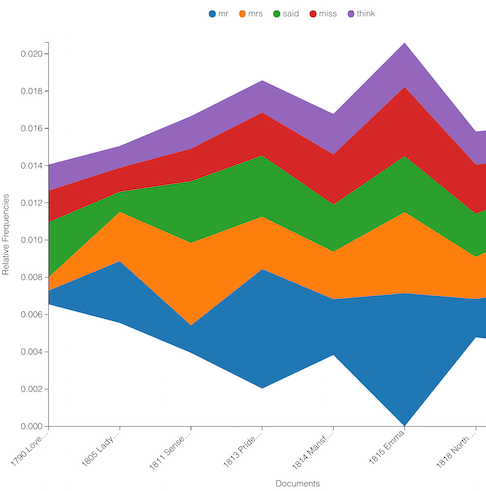 mr mrs said miss think
0.020
0.018
0.016
0.014
0.012
0.010
0.008
0.006
0.004
0.002
0.000
Relative Frequencies
1790 Love…
1805 Lady…
1811 Sense…
1813 Pride…
1814 Mansf…
1815 Emma
1818 North…
Documents